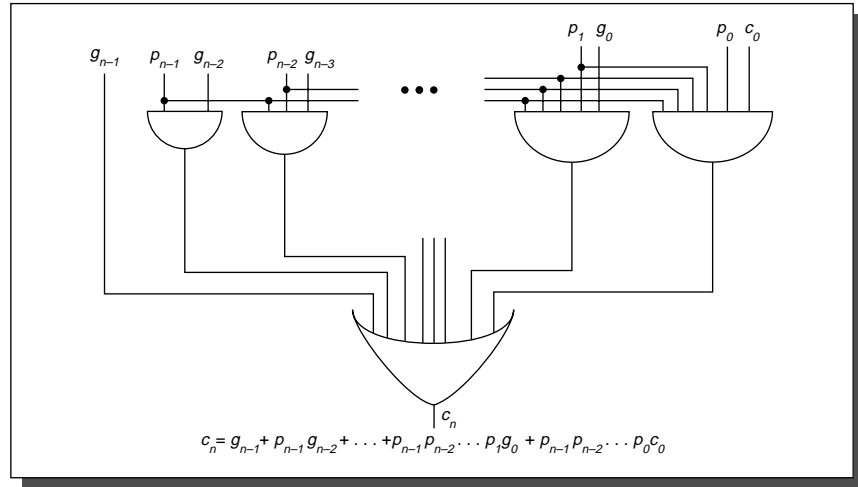 p₁ g₀ p₀ c₀
gₙ₋₁ pₙ₋₁ gₙ₋₂ pₙ₋₂ gₙ₋₃
cₙ
cₙ = gₙ₋₁ + pₙ₋₁ gₙ₋₂ + . . . + pₙ₋₁ pₙ₋₂ . . . p₁g₀ + pₙ₋₁ pₙ₋₂ . . . p₀c₀